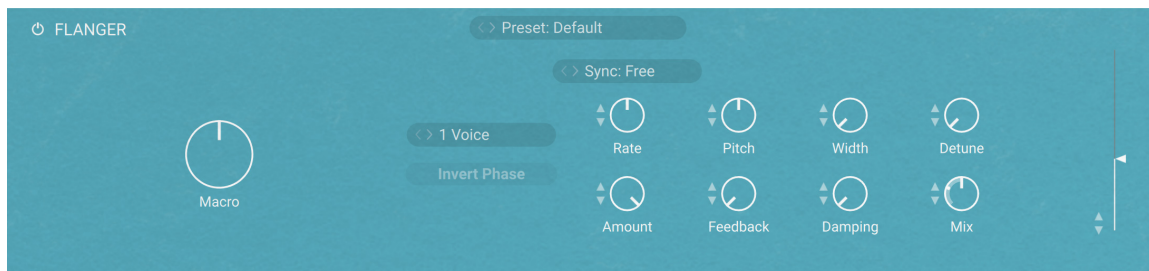 FLANGER
Preset: Default
Sync: Free
1 Voice
Invert Phase
Macro
Rate Pitch Width Detune
Amount Feedback Damping Mix